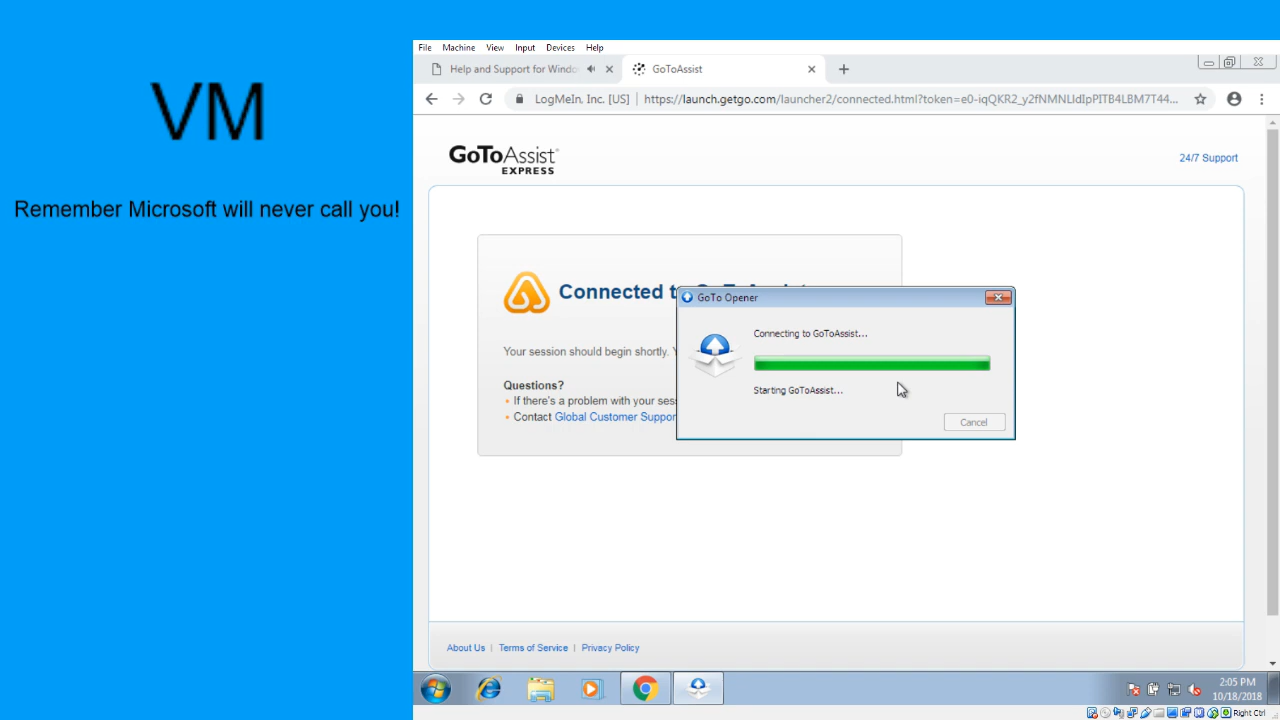 VM
Remember Microsoft will never call you!
File Machine View Input Devices Help
Help and Support for Windo
GoToAssist
LogMeIn, Inc. [US] | https://launch.getgo.com/launcher2/connected.html?token=e0-iqQKR2_y2fNMNLIdIpPITB4LBM7T44...
GoToAssist
EXPRESS
24/7 Support
Connected t
Your session should begin shortly. Y
Questions?
• If there's a problem with your ses
• Contact Global Customer Suppor
GoTo Opener
Connecting to GoToAssist...
Starting GoToAssist...
Cancel
About Us | Terms of Service | Privacy Policy
2:05 PM
10/18/2018
Right Ctrl